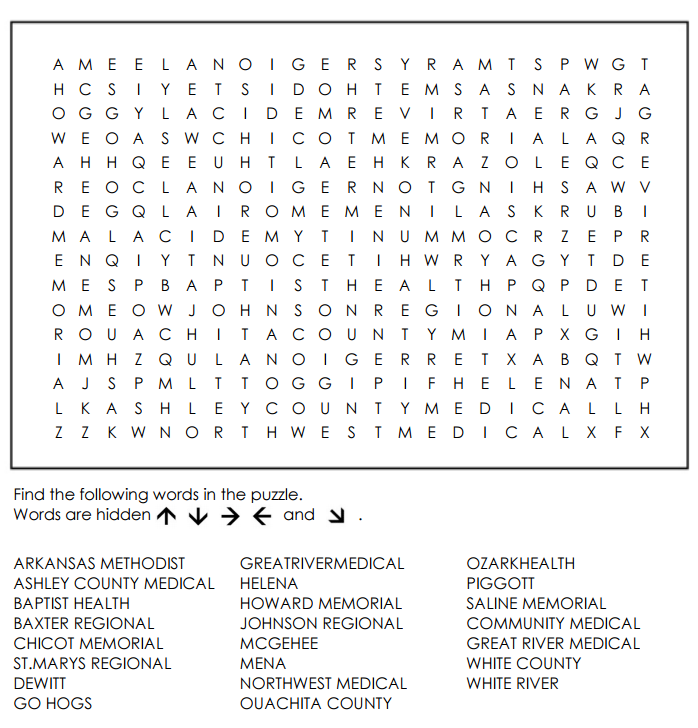 A M E E L A N O I G E R S Y R A M T S P W G T
H C S I Y E T S I D O H T E M S A S N A K R A
O G G Y L A C I D E M R E V I R T A E R G J G
W E O A S W C H I C O T M E M O R I A L A Q R
A H H Q E E U H T L A E H K R A Z O L E Q C E
R E O C L A N O I G E R N O T G N I H S A W V
D E G Q L A I R O M E M E N I L A S K R U B I
M A L A C I D E M Y T I N U M M O C R Z E P R
E N Q I Y T N U O C E T I H W R Y A G Y T D E
M E S P B A P T I S T H E A L T H P Q P D E T
O M E O W J O H N S O N R E G I O N A L U W I
R O U A C H I T A C O U N T Y M I A P X G I H
I M H Z Q U L A N O I G E R R E T X A B Q T W
A J S P M L T T O G G I P I F H E L E N A T P
L K A S H L E Y C O U N T Y M E D I C A L L H
Z Z K W N O R T H W E S T M E D I C A L X F X
Find the following words in the puzzle.
Words are hidden ↑ ↓ → ← and ↘ .
ARKANSAS METHODIST
ASHLEY COUNTY MEDICAL
BAPTIST HEALTH
BAXTER REGIONAL
CHICOT MEMORIAL
ST.MARYS REGIONAL
DEWITT
GO HOGS
GREATRIVERMEDICAL
HELENA
HOWARD MEMORIAL
JOHNSON REGIONAL
MCGEHEE
MENA
NORTHWEST MEDICAL
OUACHITA COUNTY
OZARKHEALTH
PIGGOTT
SALINE MEMORIAL
COMMUNITY MEDICAL
GREAT RIVER MEDICAL
WHITE COUNTY
WHITE RIVER